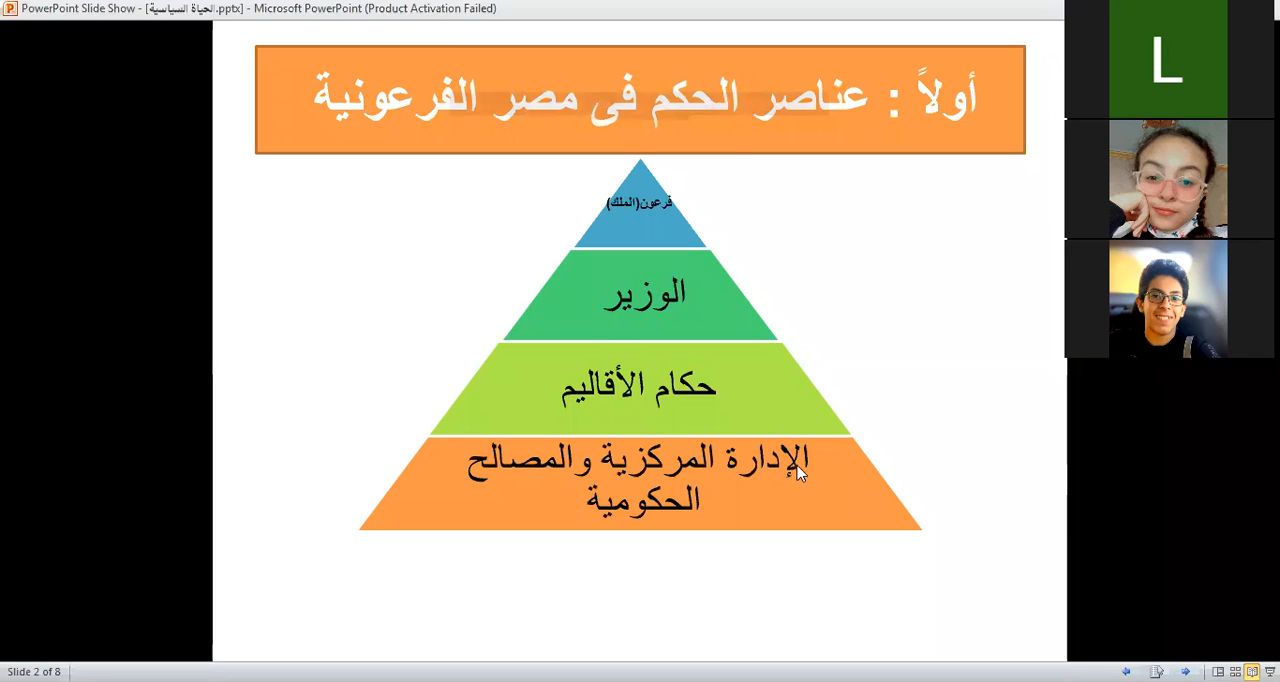 PowerPoint Slide Show - [الحياة السياسية.pptx] - Microsoft PowerPoint (Product Activation Failed)
L
أولاً : عناصر الحكم فى مصر الفرعونية
فرعون(الملك)
الوزير
حكام الأقاليم
الإدارة المركزية والمصالح
الحكومية
Slide 2 of 8